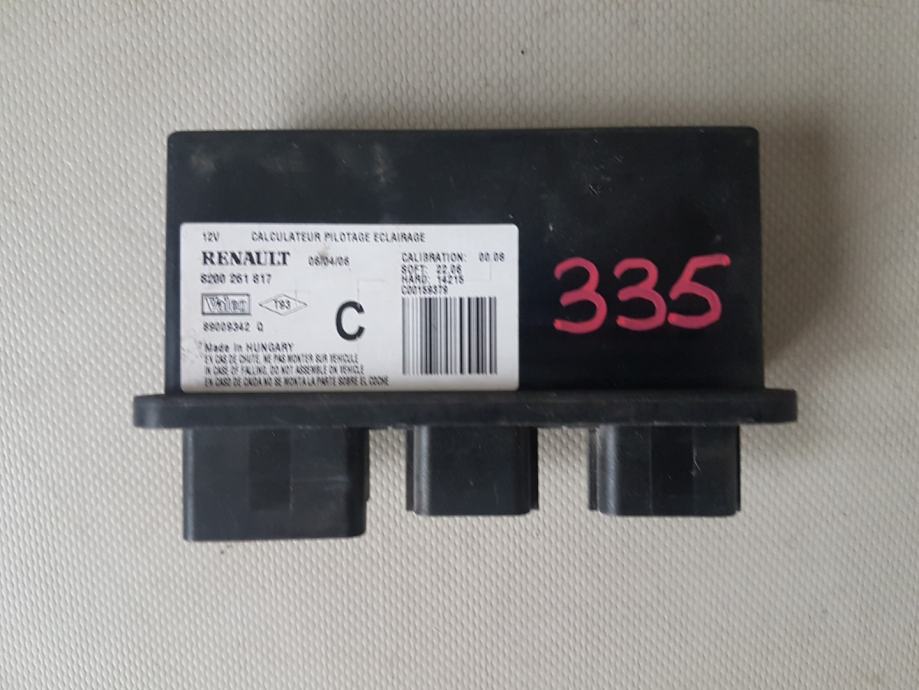 12V CALCULATEUR PILOTAGE ECLAIRAGE
RENAULT 06/04/06 CALIBRATION: 00.08
8200 261 817 SOFT: 22.06
HARD: 14215
C00159379
Valeo T93 C
89009342 Q
Made in HUNGARY
EN CAS DE CHUTE, NE PAS MONTER SUR VEHICULE
IN CASE OF FALLING, DO NOT ASSEMBLE ON VEHICLE
EN CASO DE CAIDA NO SE MONTA LA PARTE SOBRE EL COCHE
335